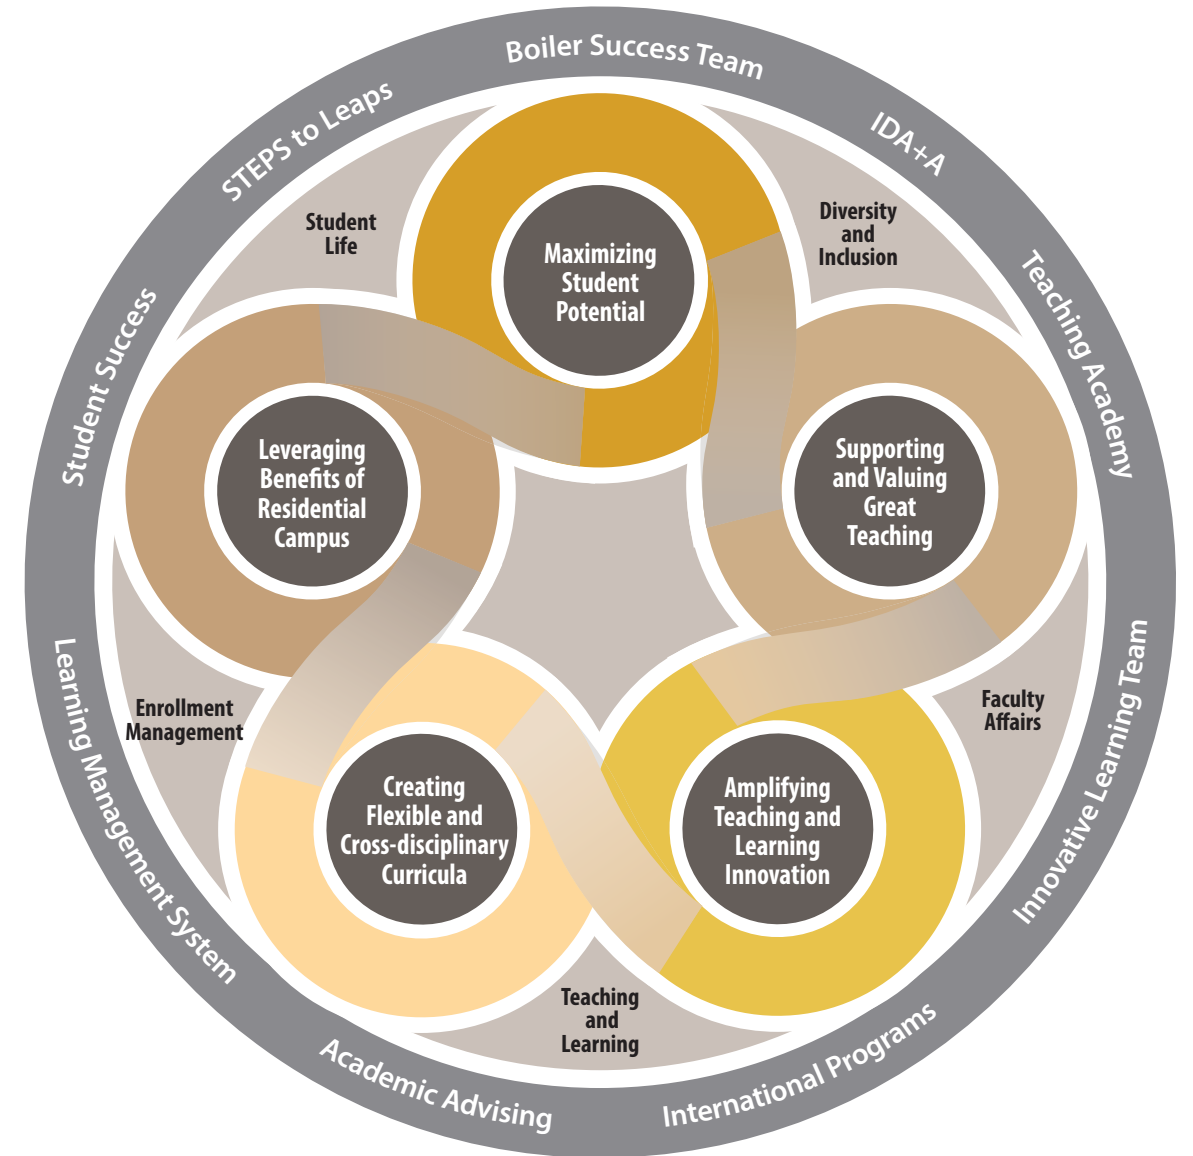 Boiler Success Team
IDA+A
Teaching Academy
Innovative Learning Team
International Programs
Academic Advising
Learning Management System
Student Success
STEPS to Leaps
Student
Life
Diversity
and
Inclusion
Faculty
Affairs
Teaching
and
Learning
Enrollment
Management
Maximizing
Student
Potential
Supporting
and Valuing
Great
Teaching
Amplifying
Teaching and
Learning
Innovation
Creating
Flexible and
Cross-disciplinary
Curricula
Leveraging
Benefits of
Residential
Campus